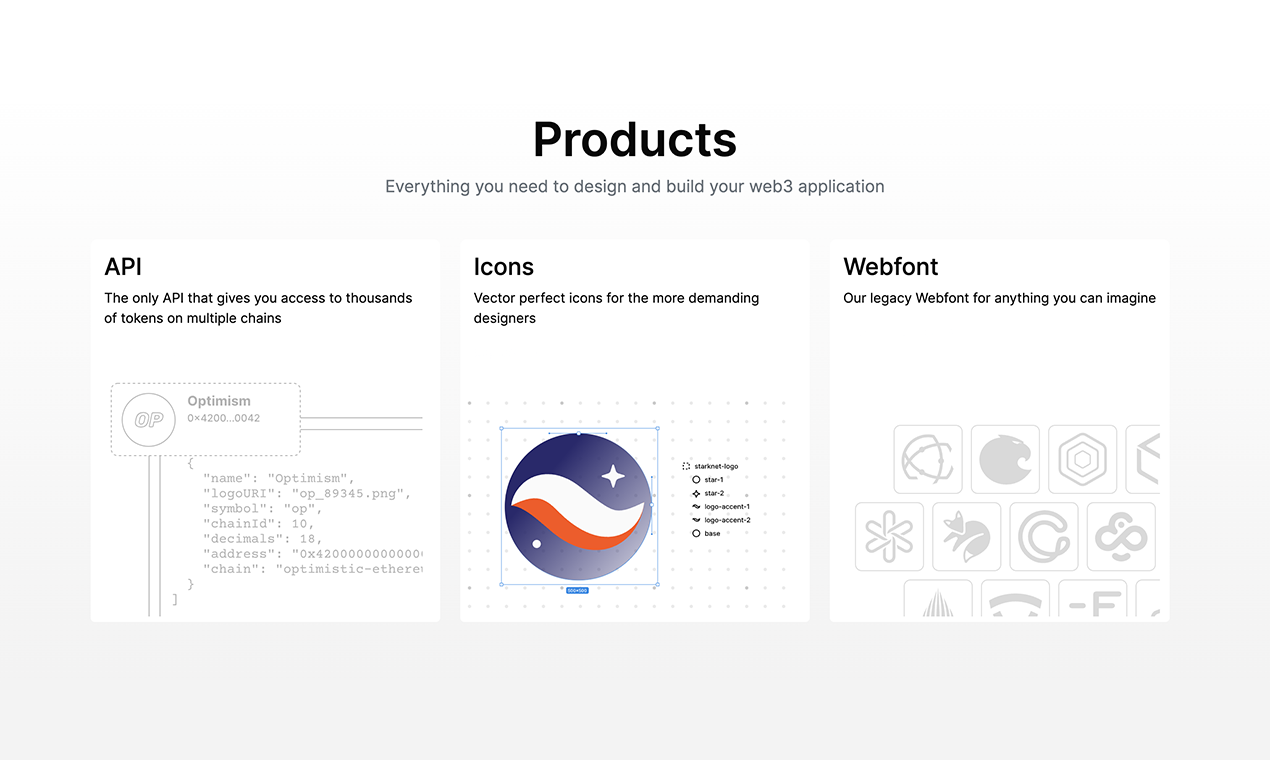 Products
Everything you need to design and build your web3 application
API
The only API that gives you access to thousands
of tokens on multiple chains
OP
Optimism
0x4200...0042
{
"name": "Optimism",
"logoURI": "op_89345.png",
"symbol": "op",
"chainId": 10,
"decimals": 18,
"address": "0x4200000000000
"chain": "optimistic-ethere
}
]
Icons
Vector perfect icons for the more demanding
designers
starknet-logo
star-1
star-2
logo-accent-1
logo-accent-2
base
Webfont
Our legacy Webfont for anything you can imagine